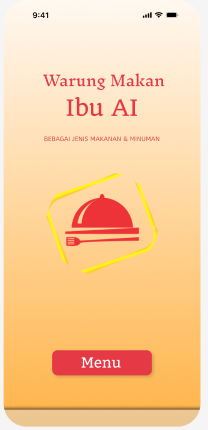 9:41
Warung Makan
Ibu AI
BEBAGAI JENIS MAKANAN & MINUMAN
Menu